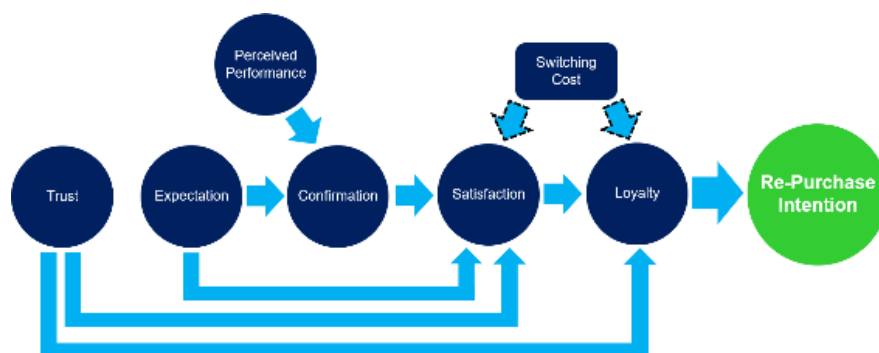 Perceived
Performance
Switching
Cost
Trust
Expectation
Confirmation
Satisfaction
Loyalty
Re-Purchase
Intention